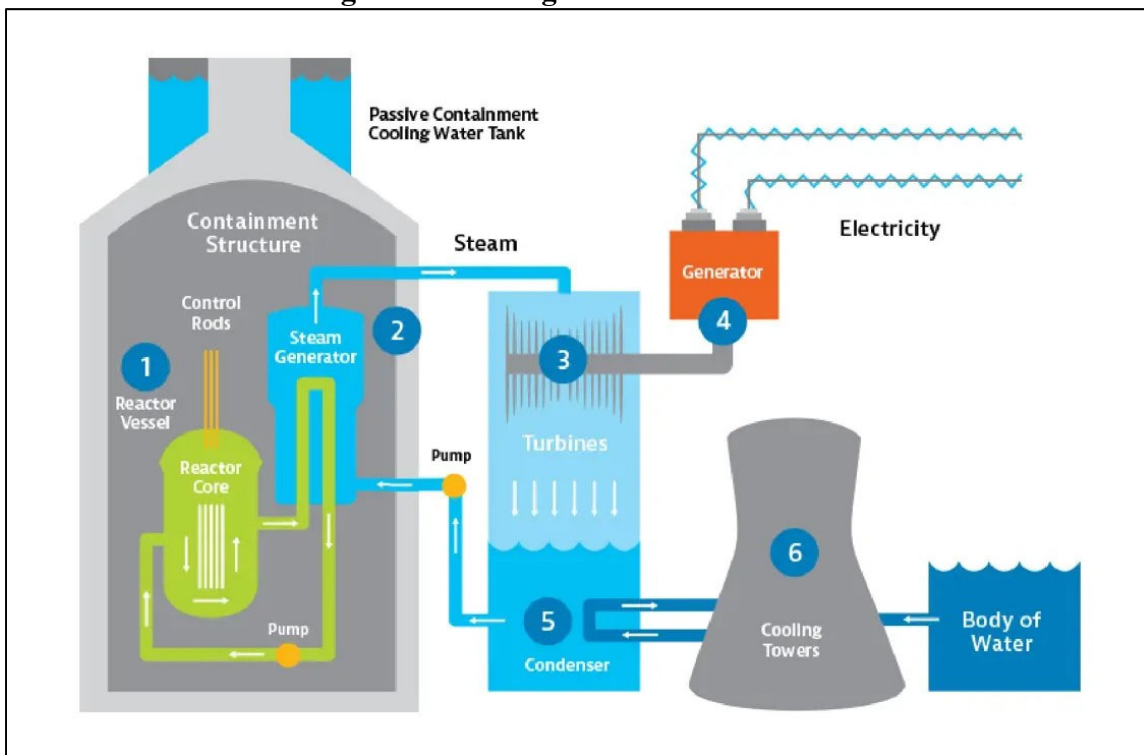 Passive Containment
Cooling Water Tank
Containment
Structure
Steam
Electricity
Generator
4
Control
Rods
2
Steam
Generator
3
1
Reactor
Vessel
Turbines
Pump
Reactor
Core
6
5
Body of
Water
Pump
Cooling
Towers
Condenser